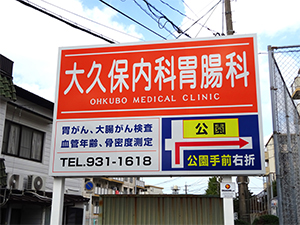 大久保内科胃腸科
OHKUBO MEDICAL CLINIC
胃がん、大腸がん検査
血管年齢、骨密度測定
TEL.931-1618
公園
公園手前右折